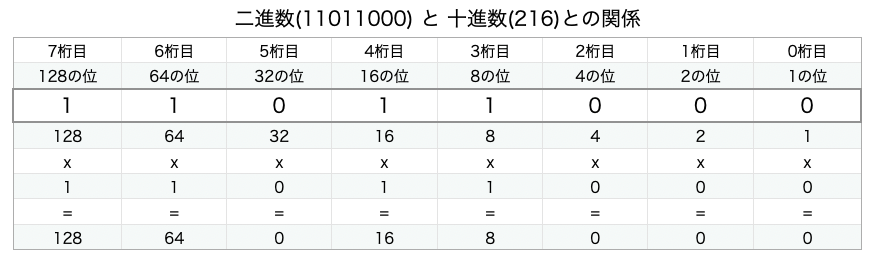 二進数(11011000) と 十進数(216)との関係
7桁目 6桁目 5桁目 4桁目 3桁目 2桁目 1桁目 0桁目
128の位 64の位 32の位 16の位 8の位 4の位 2の位 1の位
1 1 0 1 1 0 0 0
128 64 32 16 8 4 2 1
x x x x x x x x
1 1 0 1 1 0 0 0
= = = = = = = =
128 64 0 16 8 0 0 0